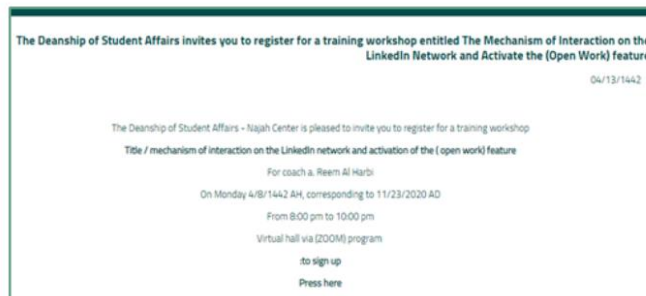 The Deanship of Student Affairs invites you to register for a training workshop entitled The Mechanism of Interaction on the
LinkedIn Network and Activate the (Open Work) feature
04/13/1442
The Deanship of Student Affairs - Najah Center is pleased to invite you to register for a training workshop
Title / mechanism of interaction on the LinkedIn network and activation of the ( open work) feature
For coach a. Reem Al Harbi
On Monday 4/8/1442 AH, corresponding to 11/23/2020 AD
From 8:00 pm to 10:00 pm
Virtual hall via (ZOOM) program
:to sign up
Press here